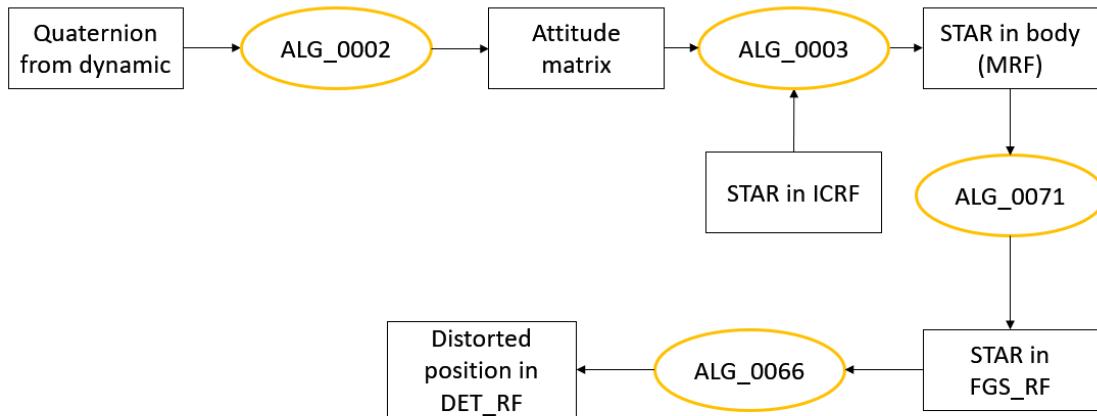 Quaternion
from dynamic
ALG_0002
Attitude
matrix
ALG_0003
STAR in body
(MRF)
STAR in ICRF
ALG_0071
STAR in
FGS_RF
ALG_0066
Distorted
position in
DET_RF